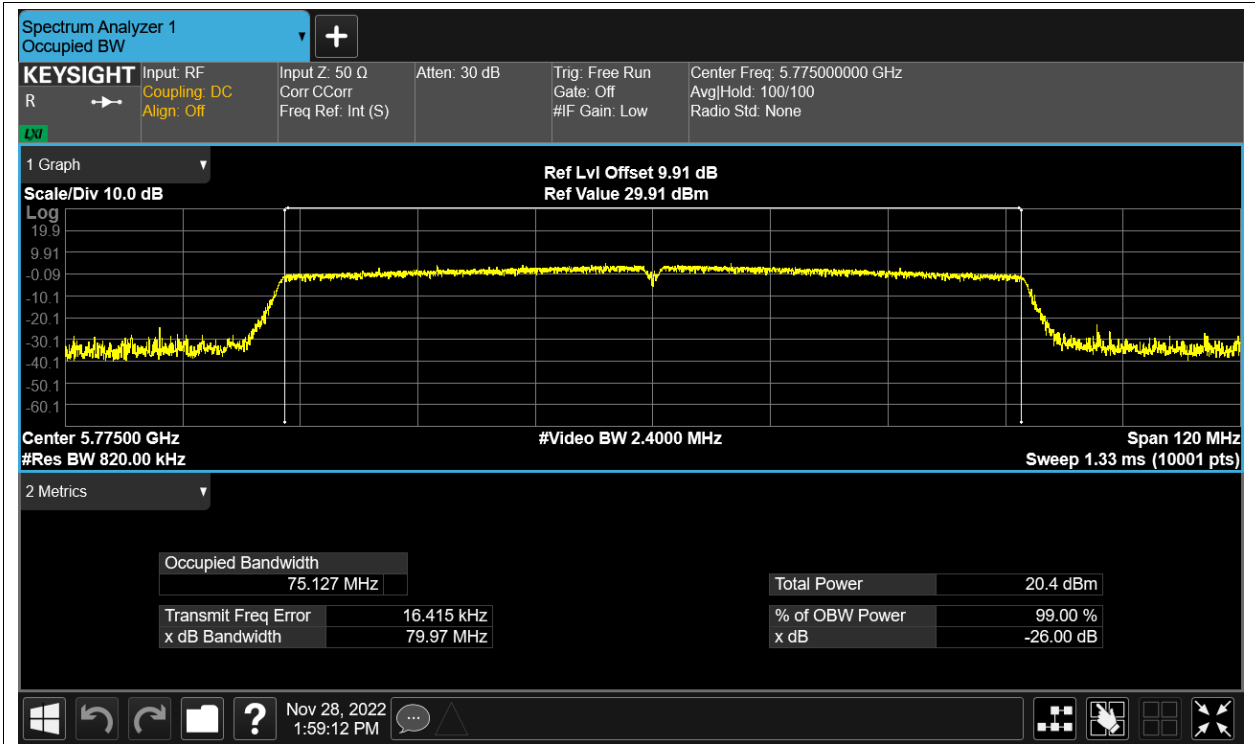 Spectrum Analyzer 1
Occupied BW
KEYSIGHT
R
LXI
Input: RF
Coupling: DC
Align: Off
Input Z: 50 Ω
Corr CCorr
Freq Ref: Int (S)
Atten: 30 dB
Trig: Free Run
Gate: Off
#IF Gain: Low
Center Freq: 5.775000000 GHz
Avg|Hold: 100/100
Radio Std: None
1 Graph
Scale/Div 10.0 dB
Ref Lvl Offset 9.91 dB
Ref Value 29.91 dBm
Log
19.9
9.91
-0.09
-10.1
-20.1
-30.1
-40.1
-50.1
-60.1
Center 5.77500 GHz
#Res BW 820.00 kHz
#Video BW 2.4000 MHz
Span 120 MHz
Sweep 1.33 ms (10001 pts)
2 Metrics
Occupied Bandwidth
75.127 MHz
Transmit Freq Error 16.415 kHz
x dB Bandwidth 79.97 MHz
Total Power 20.4 dBm
% of OBW Power 99.00 %
x dB -26.00 dB
?
Nov 28, 2022
1:59:12 PM